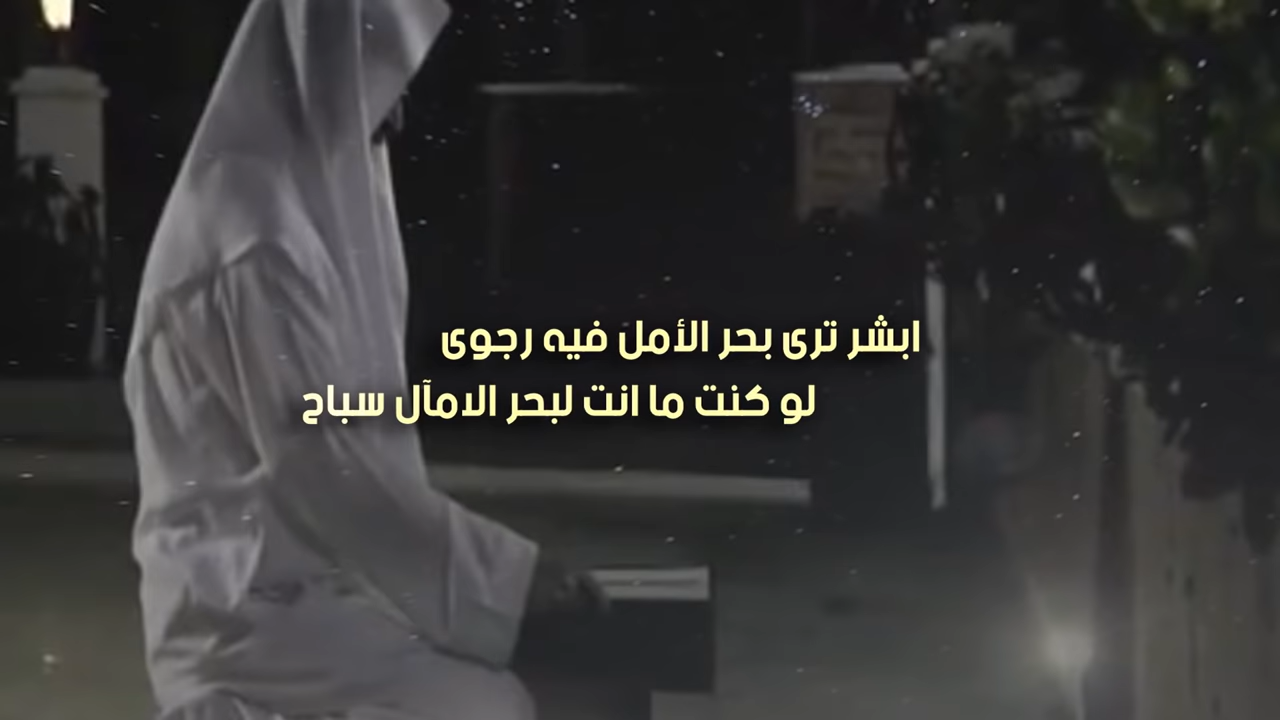 ابشر ترى بحر الأمل فيه رجوى
لو كنت ما انت لبحر الامآل سباح